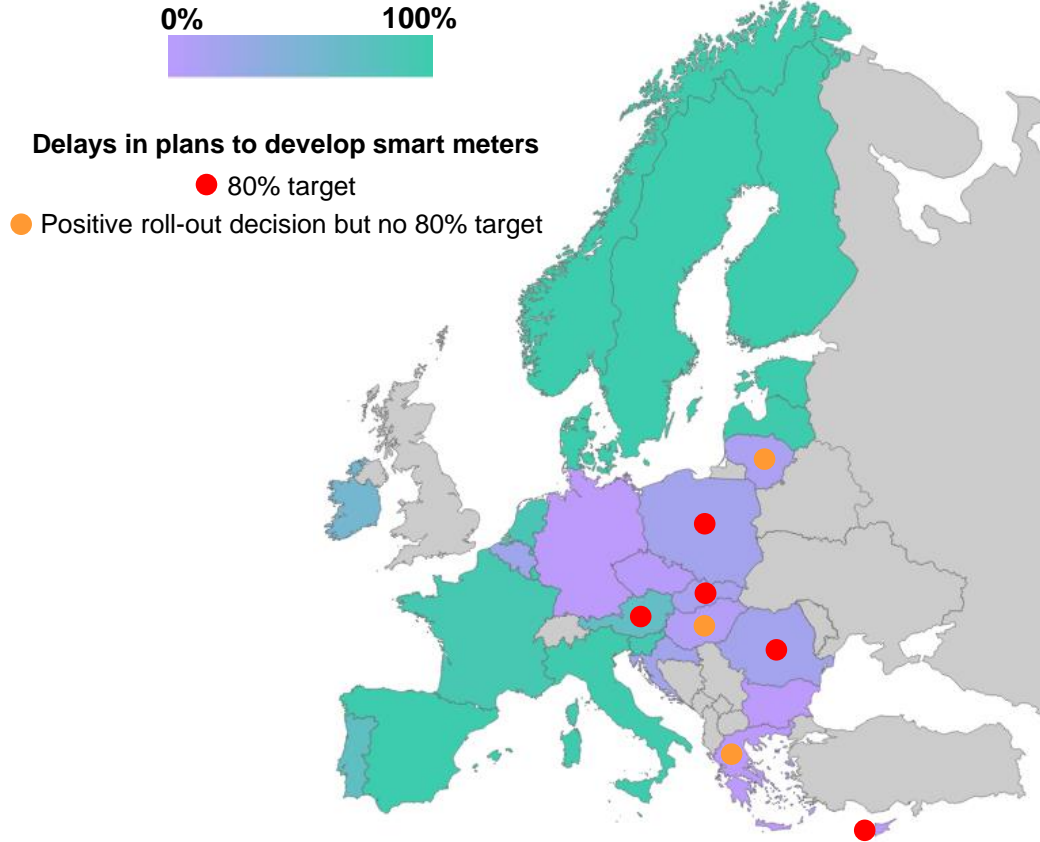 0% 100%
Delays in plans to develop smart meters
80% target
Positive roll-out decision but no 80% target